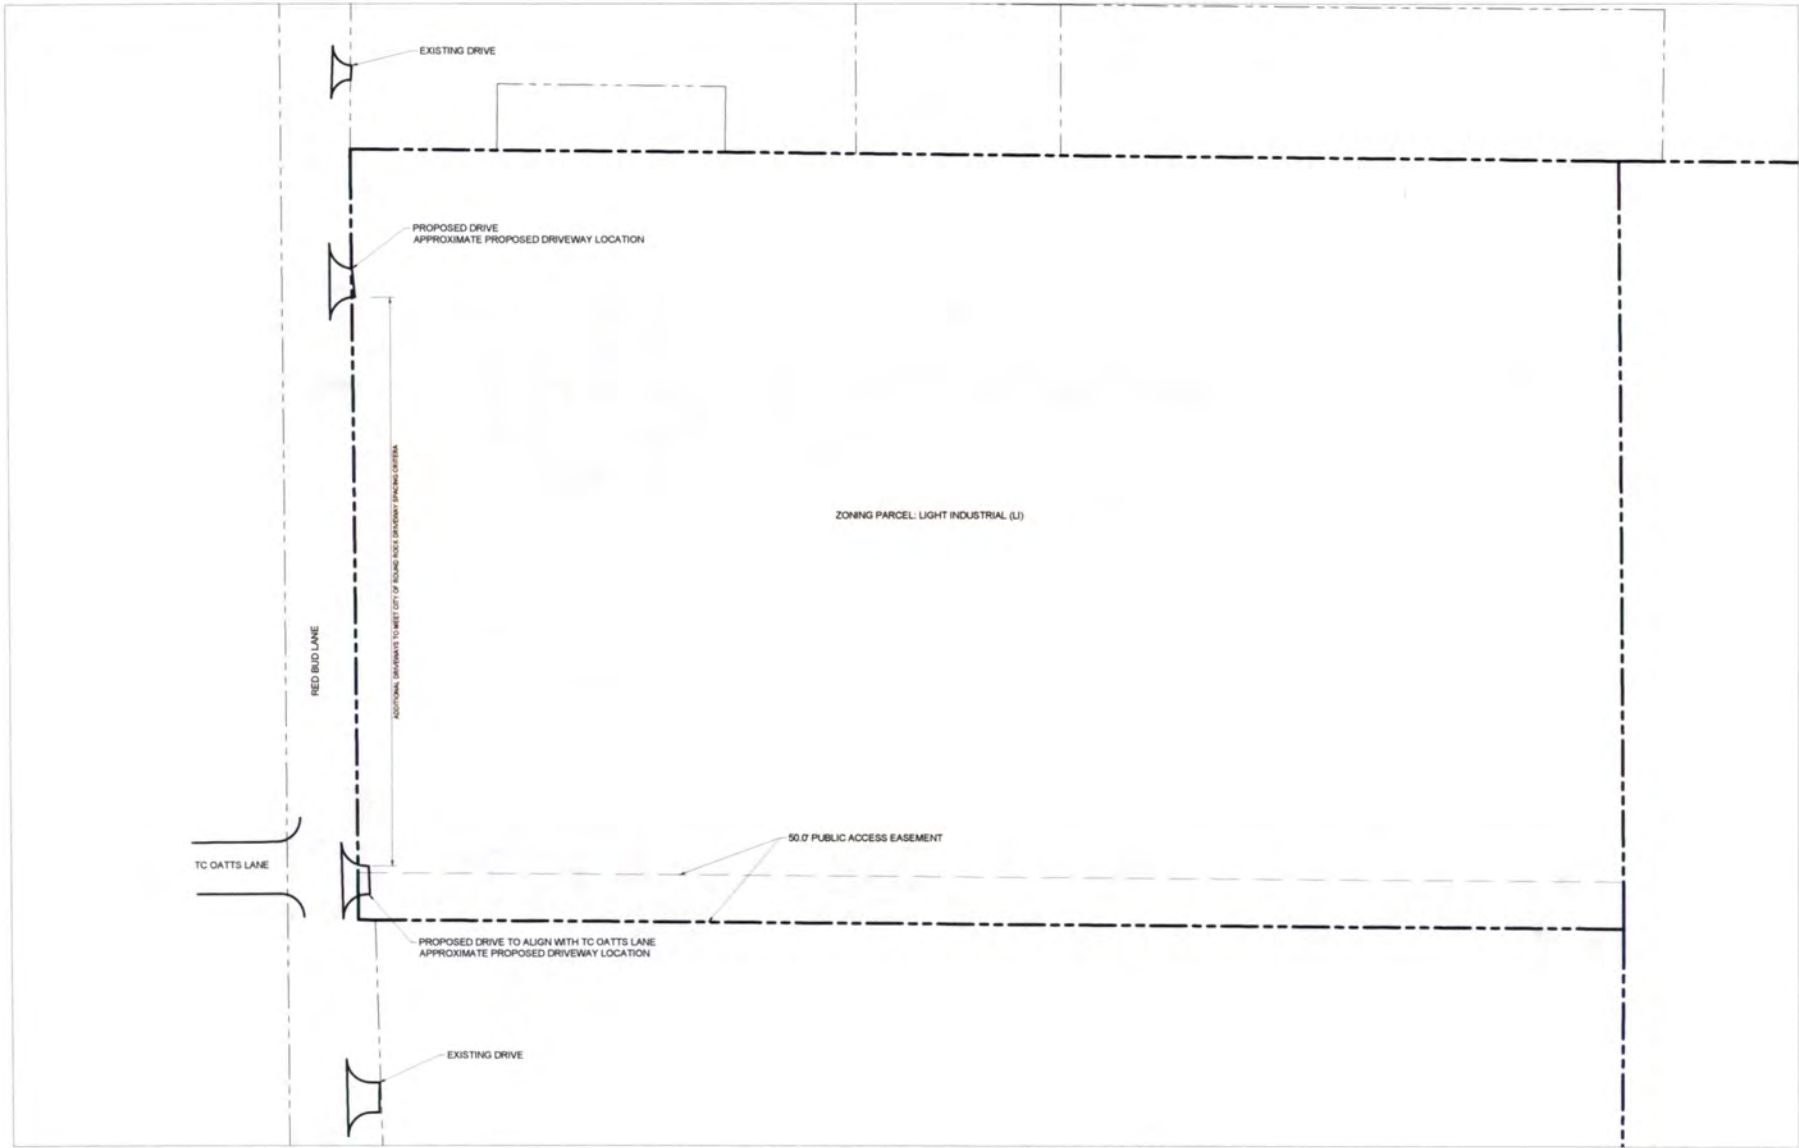 EXISTING DRIVE
PROPOSED DRIVE
APPROXIMATE PROPOSED DRIVEWAY LOCATION
ADDITIONAL DRIVEWAYS TO MEET CITY OF ROUND ROCK DRIVEWAY SPACING CRITERIA
ZONING PARCEL: LIGHT INDUSTRIAL (LI)
RED BUD LANE
50.0' PUBLIC ACCESS EASEMENT
TC OATTS LANE
PROPOSED DRIVE TO ALIGN WITH TC OATTS LANE
APPROXIMATE PROPOSED DRIVEWAY LOCATION
EXISTING DRIVE